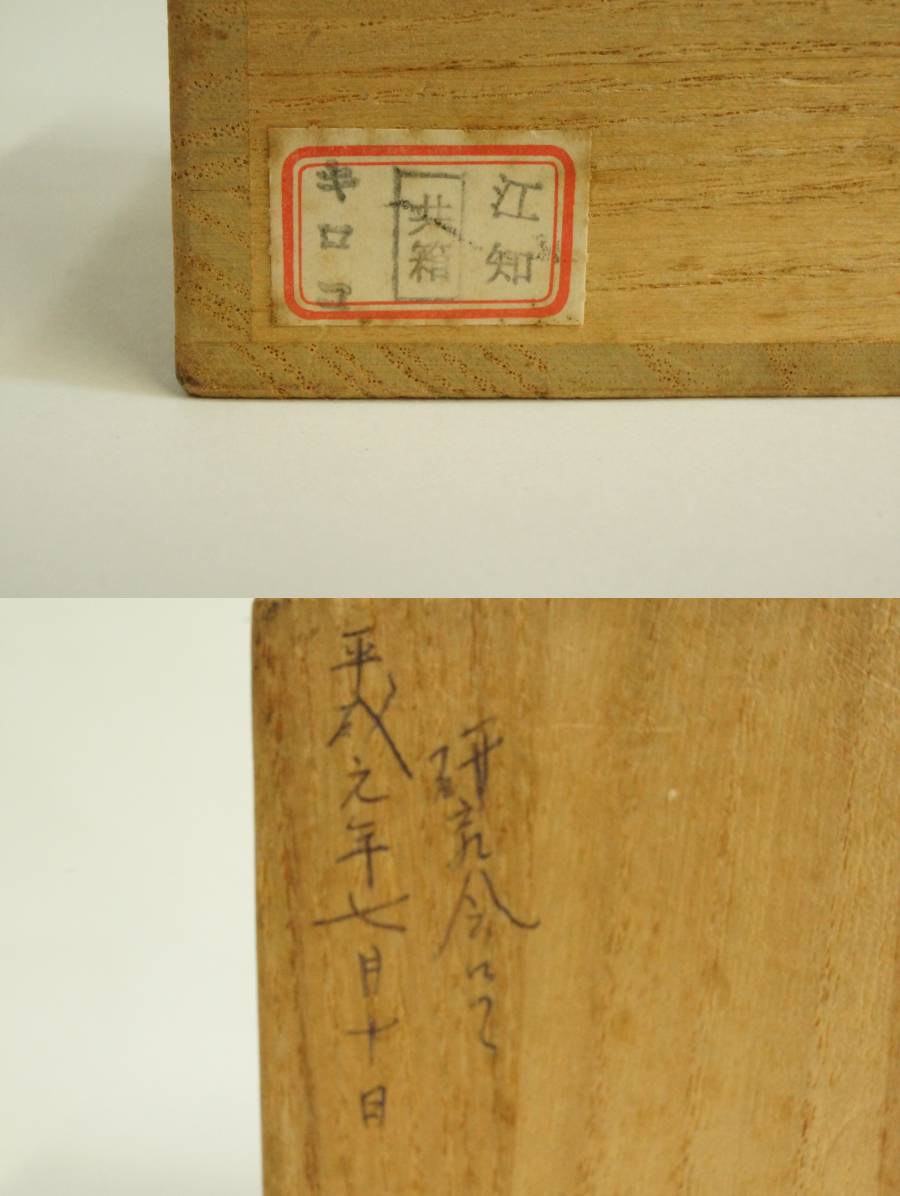 江知
共箱
キロコ
研究会にて
平成元年七月十日